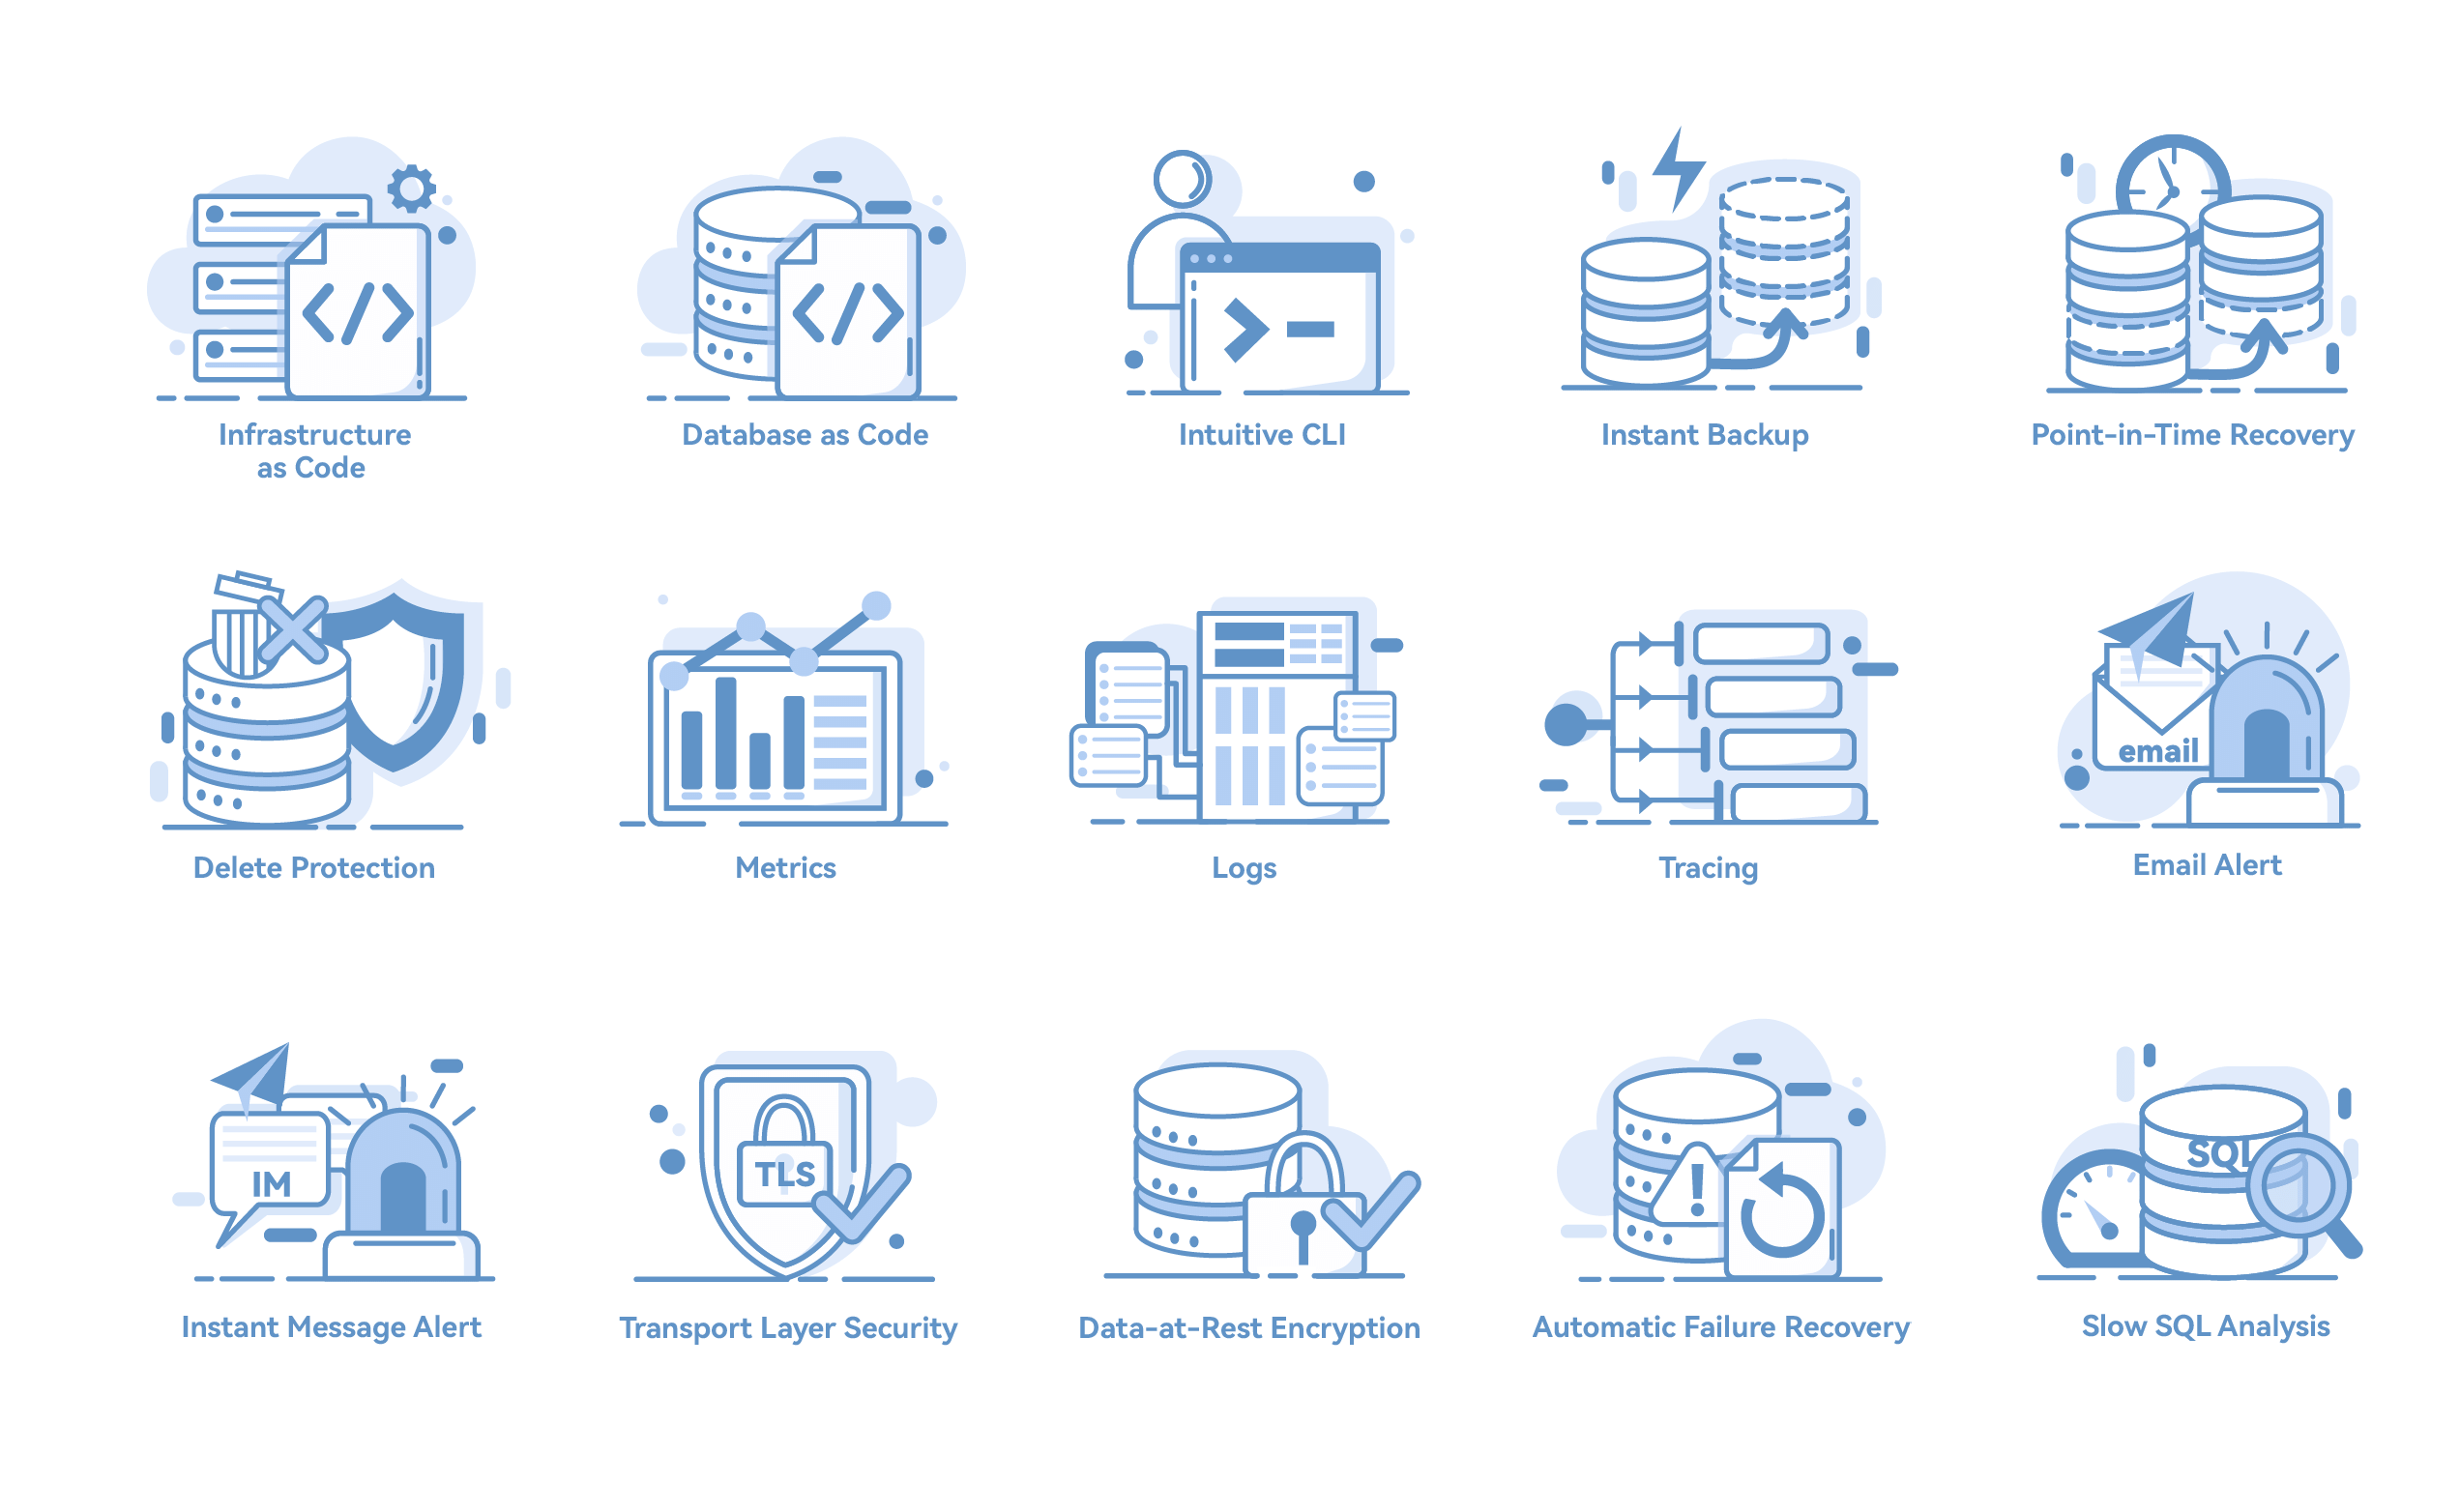 Infrastructure
as Code
Database as Code
Intuitive CLI
Instant Backup
Point-in-Time Recovery
email
Delete Protection
Metrics
Logs
Tracing
Email Alert
IM
TLS
SQL
Instant Message Alert
Transport Layer Security
Data-at-Rest Encryption
Automatic Failure Recovery
Slow SQL Analysis